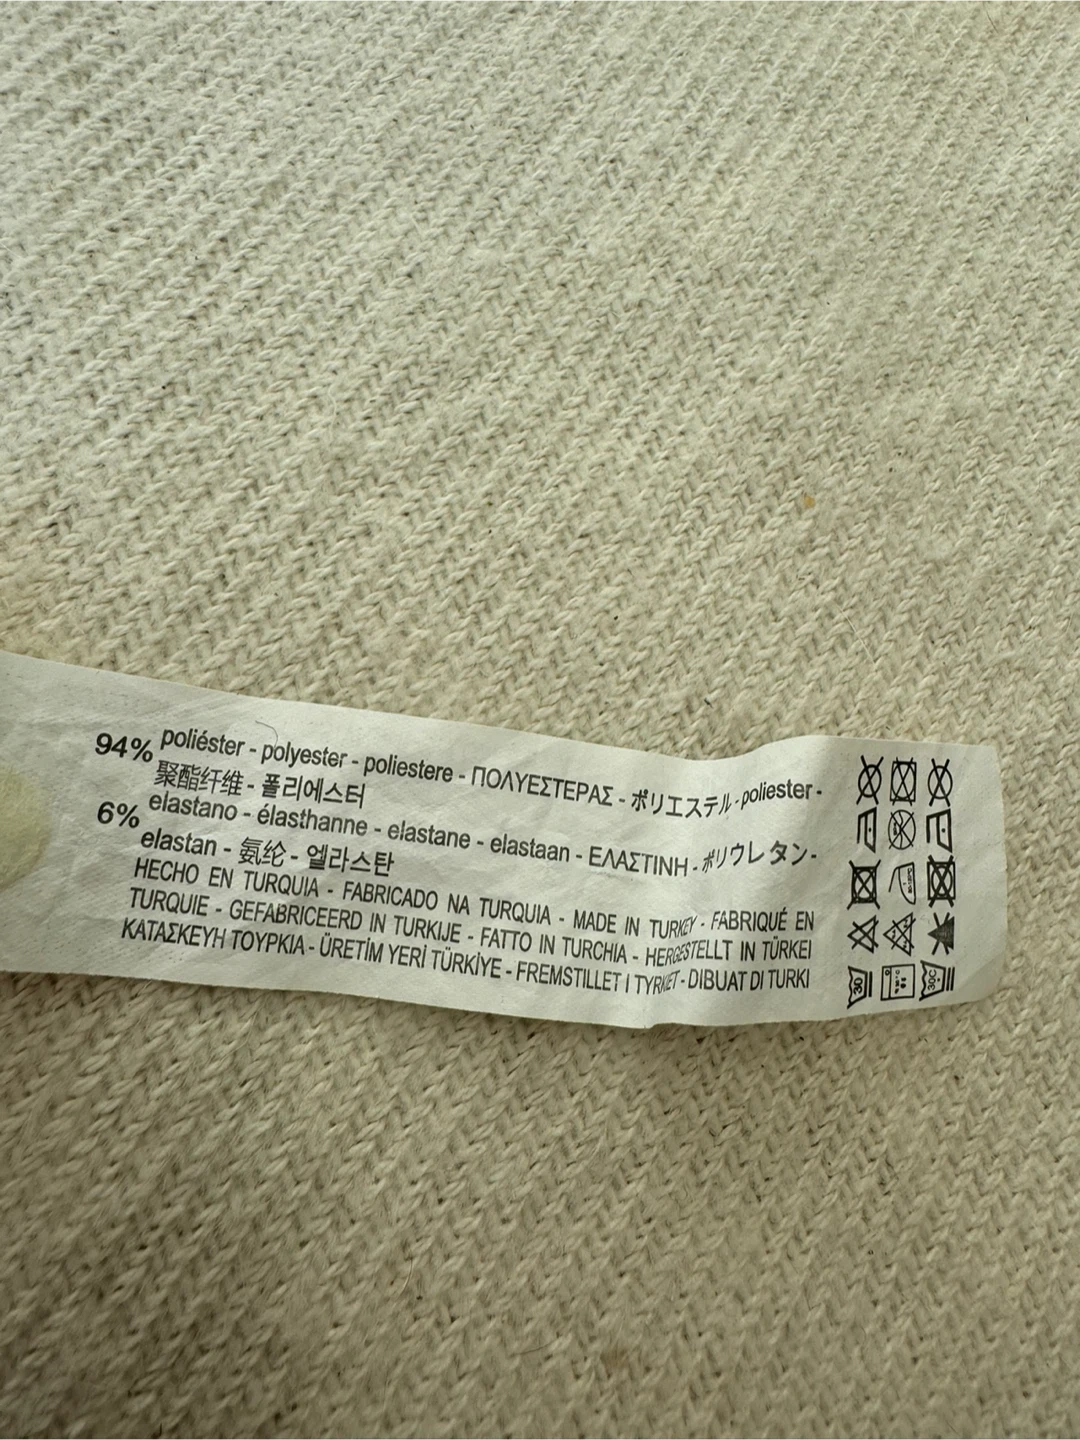 94% poliéster - polyester - poliestere - ΠΟΛΥΕΣΤΕΡΑΣ - ポリエステル - poliester -
聚酯纤维 - 폴리에스터
6% elastano - élasthanne - elastane - elastaan - ΕΛΑΣΤΙΝΗ - ポリウレタン -
elastan - 氨纶 - 엘라스탄
HECHO EN TURQUIA - FABRICADO NA TURQUIA - MADE IN TURKEY - FABRIQUÉ EN
TURQUIE - GEFABRICEERD IN TURKIJE - FATTO IN TURCHIA - HERGESTELLT IN TÜRKEI
ΚΑΤΑΣΚΕΥΗ ΤΟΥΡΚΙΑ - ÜRETİM YERİ TÜRKİYE - FREMSTILLET I TYRKIET - DIBUAT DI TURKI
30
30C